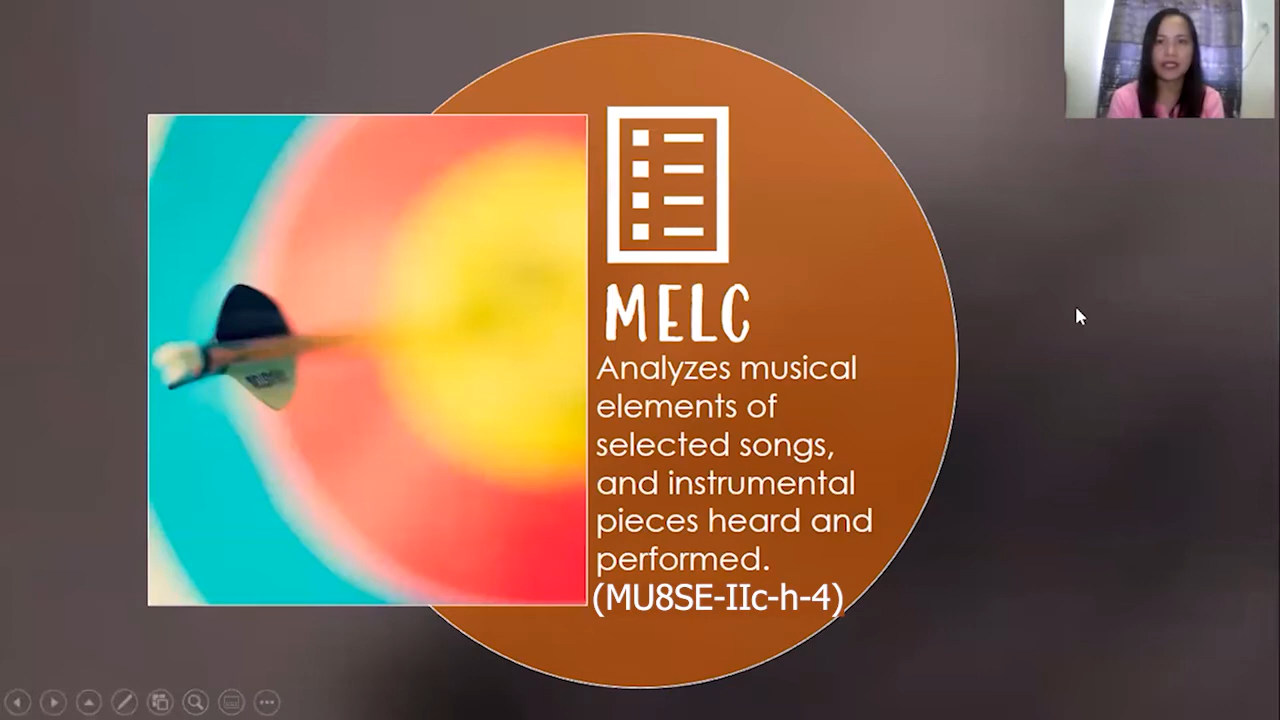 MELC
Analyzes musical
elements of
selected songs,
and instrumental
pieces heard and
performed.
(MU8SE-IIc-h-4)